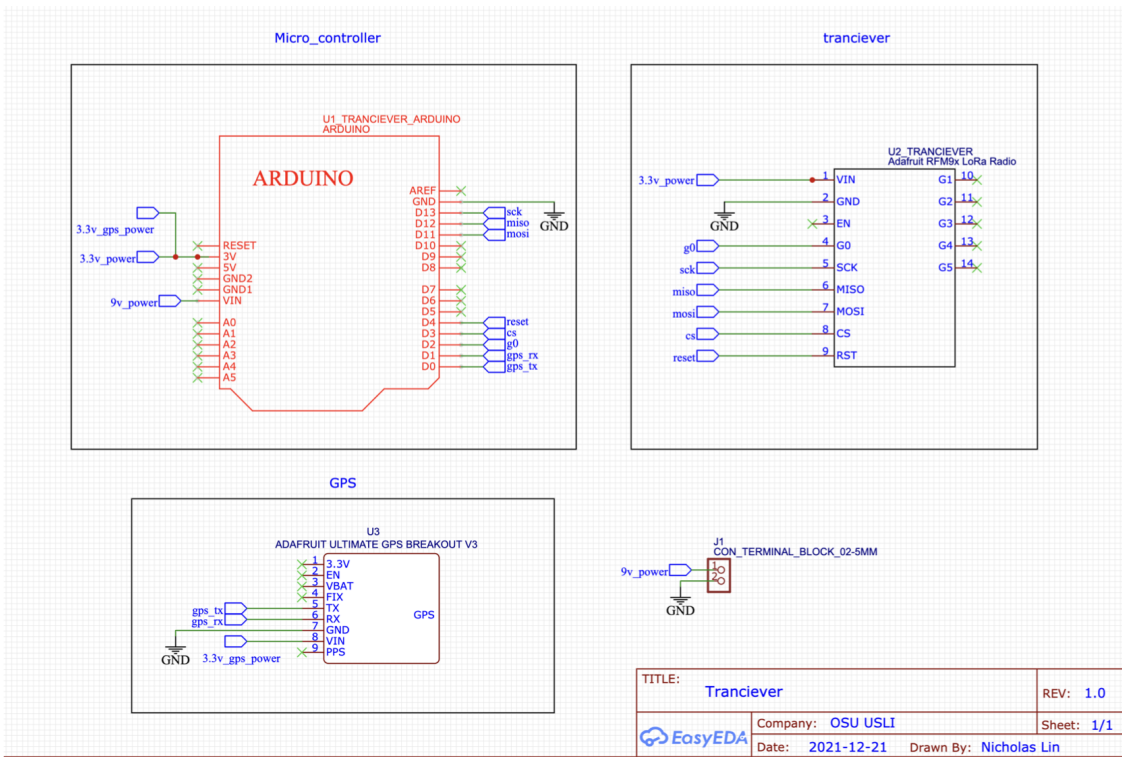 Micro_controller
U1_TRANCIEVER_ARDUINO
ARDUINO
ARDUINO
3.3v_gps_power
3.3v_power
9v_power
RESET
3V
5V
GND2
GND1
VIN
A0
A1
A2
A3
A4
A5
AREF
GND
D13
D12
D11
D10
D9
D8
D7
D6
D5
D4
D3
D2
D1
D0
sck
miso
mosi
GND
reset
cs
g0
gps_rx
gps_tx
tranciever
U2_TRANCIEVER
Adafruit RFM9x LoRa Radio
3.3v_power
GND
g0
sck
miso
mosi
cs
reset
1 VIN
2 GND
3 EN
4 G0
5 SCK
6 MISO
7 MOSI
8 CS
9 RST
G1 10
G2 11
G3 12
G4 13
G5 14
GPS
U3
ADAFRUIT ULTIMATE GPS BREAKOUT V3
1 3.3V
2 EN
3 VBAT
4 FIX
5 TX
6 RX
7 GND
8 VIN
9 PPS
GPS
gps_tx
gps_rx
GND
3.3v_gps_power
J1
CON_TERMINAL_BLOCK_02-5MM
9v_power
1
2
GND
TITLE:
Tranciever
REV: 1.0
EasyEDA
Company: OSU USLI
Sheet: 1/1
Date: 2021-12-21 Drawn By: Nicholas Lin